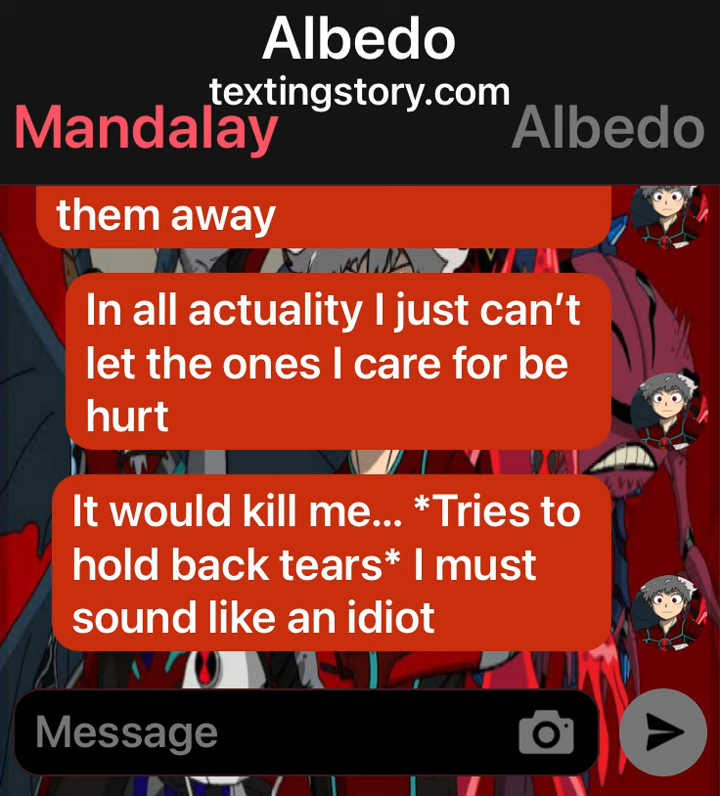 Albedo
textingstory.com
Mandalay
Albedo
them away
In all actuality I just can’t
let the ones I care for be
hurt
It would kill me... *Tries to
hold back tears* I must
sound like an idiot
Message